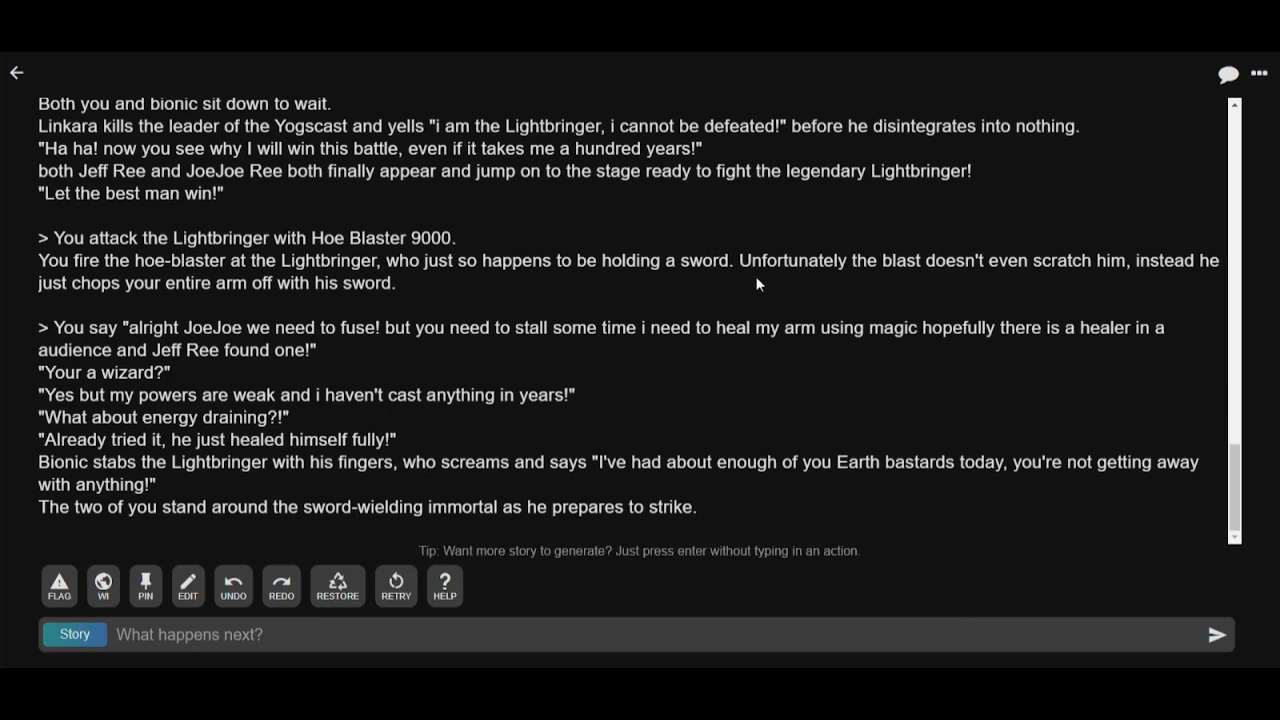 Both you and bionic sit down to wait.
Linkara kills the leader of the Yogscast and yells "i am the Lightbringer, i cannot be defeated!" before he disintegrates into nothing.
"Ha ha! now you see why I will win this battle, even if it takes me a hundred years!"
both Jeff Ree and JoeJoe Ree both finally appear and jump on to the stage ready to fight the legendary Lightbringer!
"Let the best man win!"
> You attack the Lightbringer with Hoe Blaster 9000.
You fire the hoe-blaster at the Lightbringer, who just so happens to be holding a sword. Unfortunately the blast doesn't even scratch him, instead he
just chops your entire arm off with his sword.
> You say "alright JoeJoe we need to fuse! but you need to stall some time i need to heal my arm using magic hopefully there is a healer in a
audience and Jeff Ree found one!"
"Your a wizard?"
"Yes but my powers are weak and i haven't cast anything in years!"
"What about energy draining?!"
"Already tried it, he just healed himself fully!"
Bionic stabs the Lightbringer with his fingers, who screams and says "I've had about enough of you Earth bastards today, you're not getting away
with anything!"
The two of you stand around the sword-wielding immortal as he prepares to strike.
Tip: Want more story to generate? Just press enter without typing in an action.
FLAG WI PIN EDIT UNDO REDO RESTORE RETRY HELP
Story What happens next?